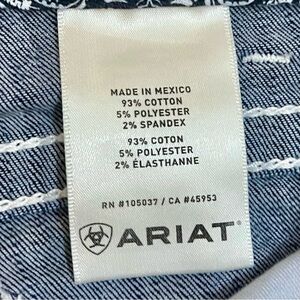 MADE IN MEXICO
93% COTTON
5% POLYESTER
2% SPANDEX
93% COTON
5% POLYESTER
2% ÉLASTHANNE
RN #105037 / CA #45953
ARIAT